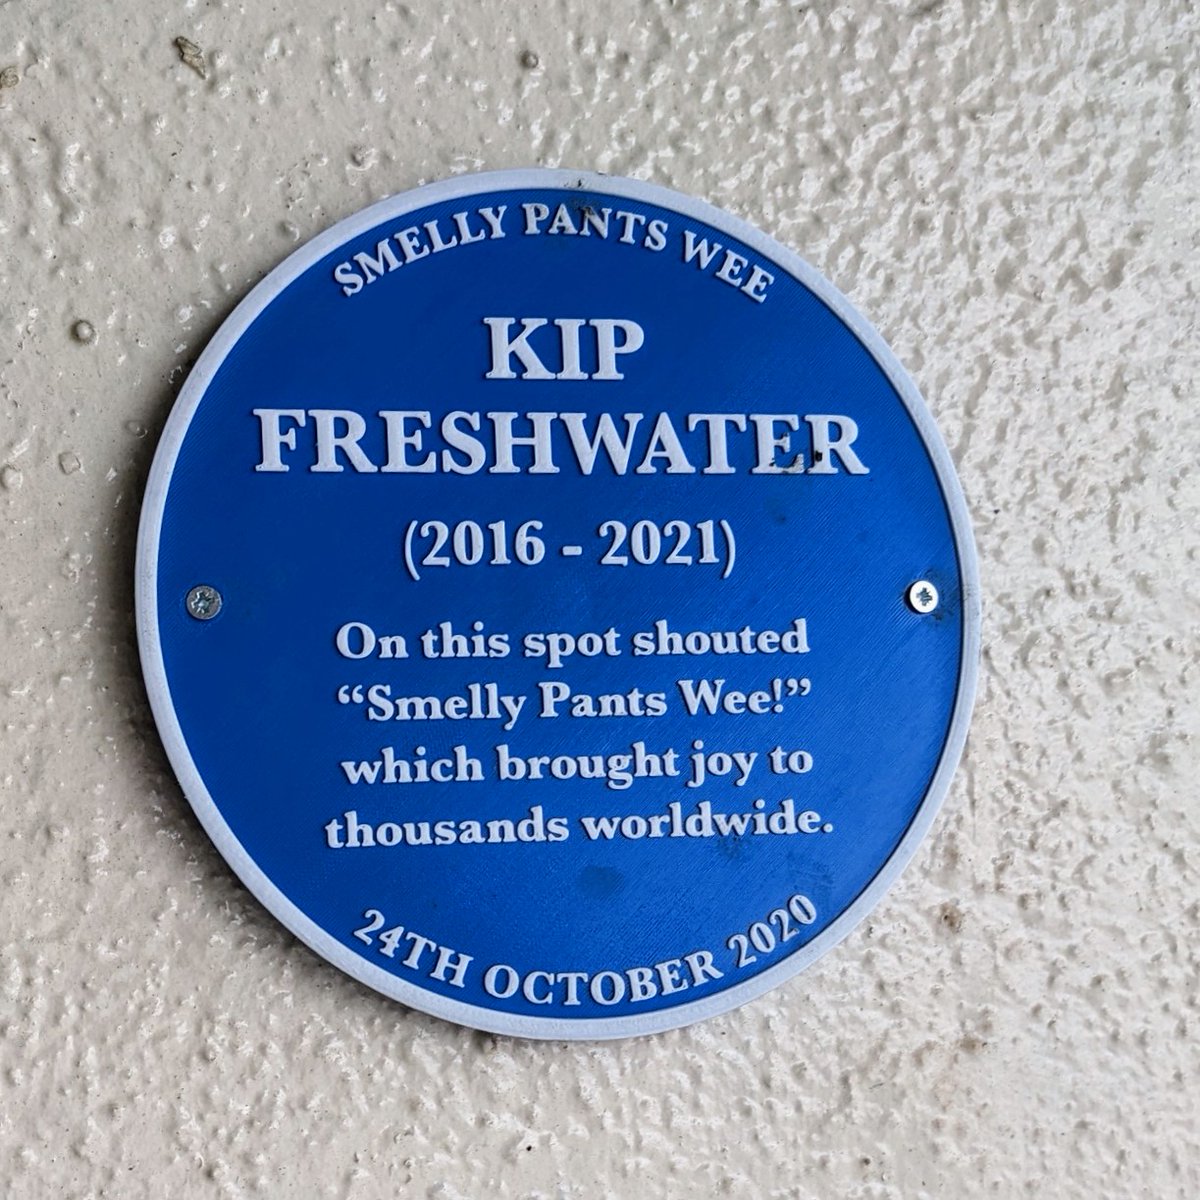 SMELLY PANTS WEE
KIP
FRESHWATER
(2016 - 2021)
On this spot shouted
“Smelly Pants Wee!”
which brought joy to
thousands worldwide.
24TH OCTOBER 2020